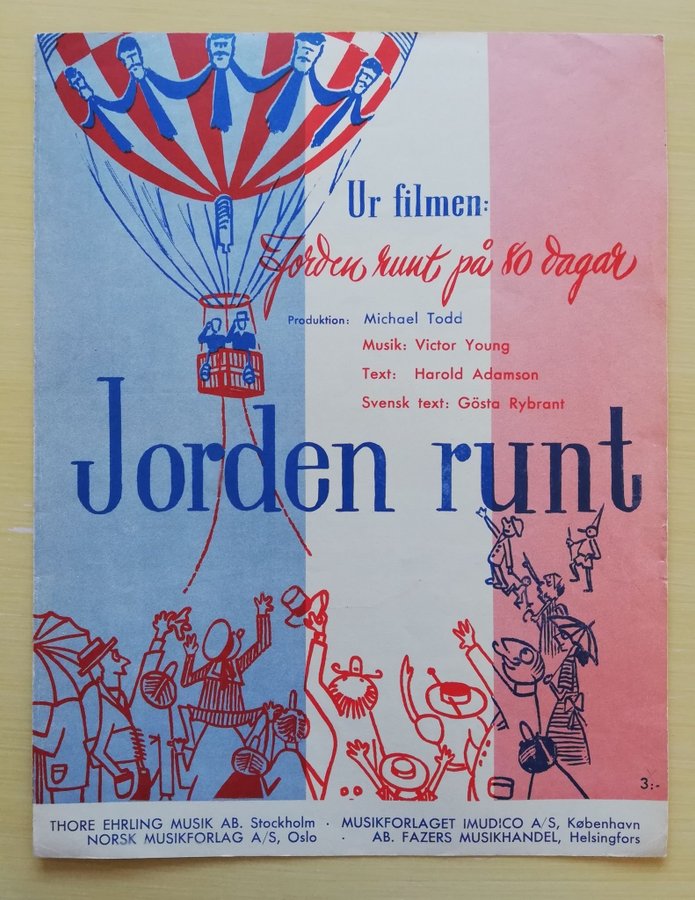 Ur filmen:
Jorden runt på 80 dagar
Produktion: Michael Todd
Musik: Victor Young
Text: Harold Adamson
Svensk text: Gösta Rybrant
Jorden runt
3:-
THORE EHRLING MUSIK AB. Stockholm · MUSIKFORLAGET IMUDICO A/S, København
NORSK MUSIKFORLAG A/S, Oslo · AB. FAZERS MUSIKHANDEL, Helsingfors